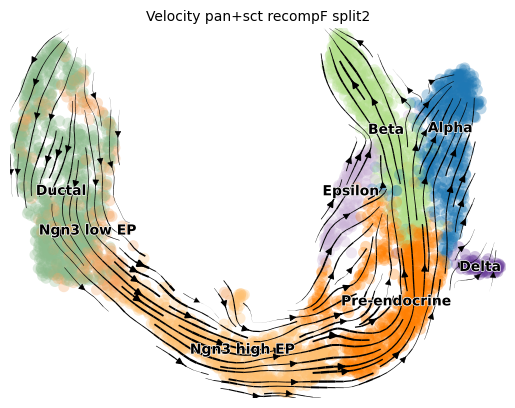 Velocity pan+sct recompF split2
Beta
Alpha
Ductal
Epsilon
Ngn3 low EP
Delta
Pre-endocrine
Ngn3 high EP